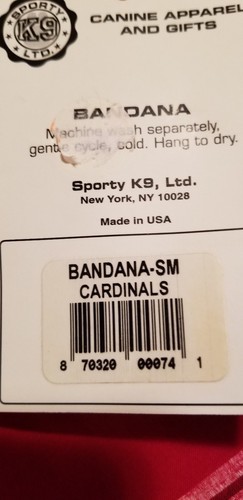 SPORTY
K9
LTD.
CANINE APPAREL
AND GIFTS
BANDANA
Machine wash separately,
gentle cycle, cold. Hang to dry.
Sporty K9, Ltd.
New York, NY 10028
Made in USA
BANDANA-SM
CARDINALS
8 70320 00074 1